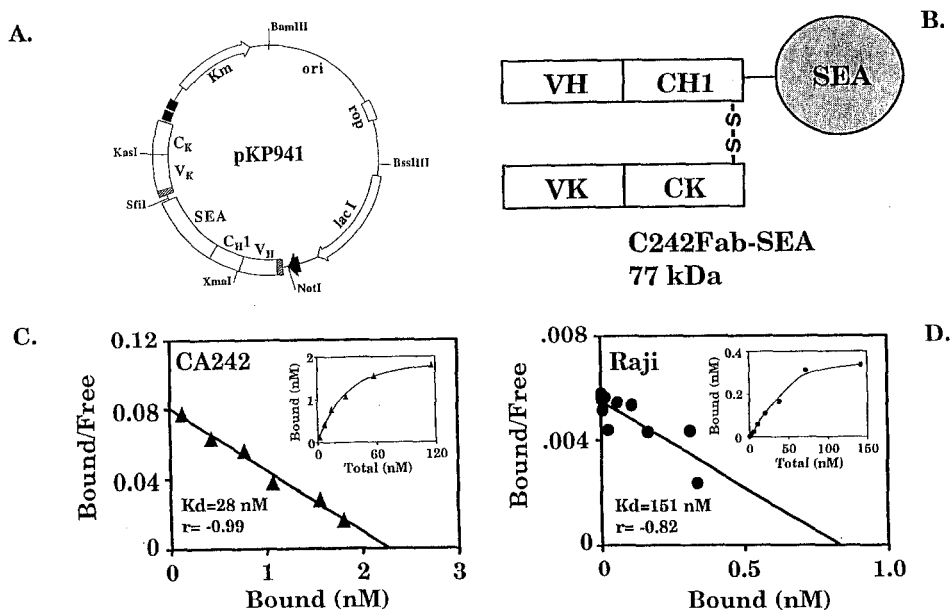 A.
BamIII
Km
ori
rop
KasI
CK
pKP941
BssIIII
VK
SfiI
SEA
lac I
CH1 VH
XmaI
NotI
B.
VH CH1 SEA
S-S
VK CK
C242Fab-SEA
77 kDa
C.
CA242
Bound/Free
0.12
0.08
0.04
0
Kd=28 nM
r= -0.99
0 1 2 3
Bound (nM)
Bound (nM)
2
1
0
0 60 120
Total (nM)
D.
Raji
Bound/Free
.008
.004
0
Kd=151 nM
r= -0.82
0 0.5 1.0
Bound (nM)
Bound (nM)
0.4
0.2
0.0
0 50 100 150
Total (nM)